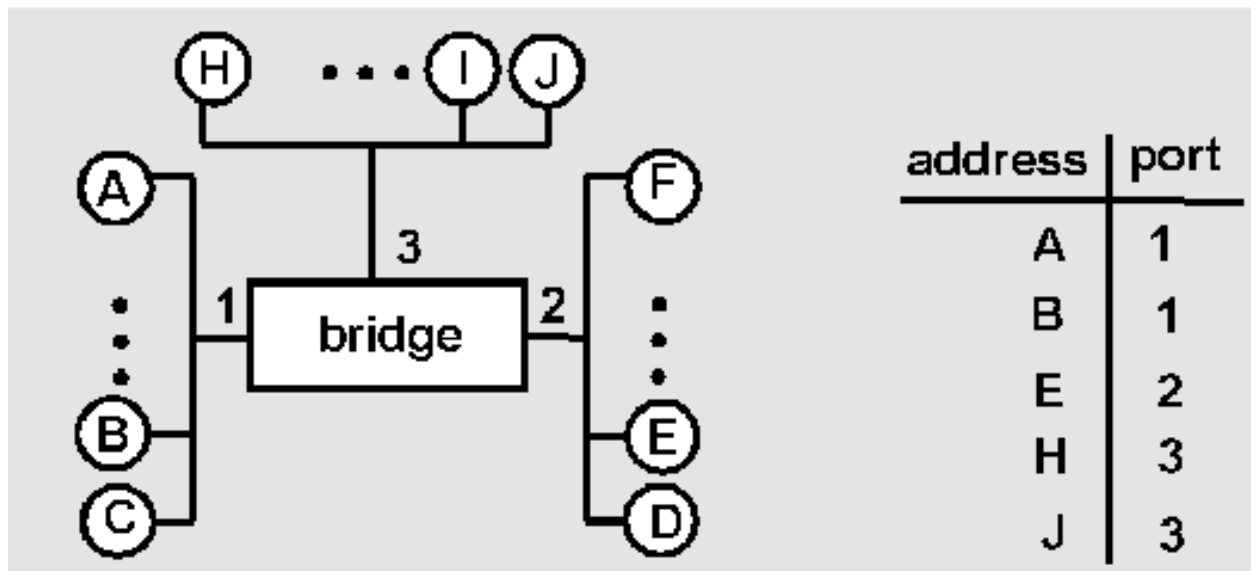 H I J
A F
3
1 bridge 2
B E
C D
address port
A 1
B 1
E 2
H 3
J 3